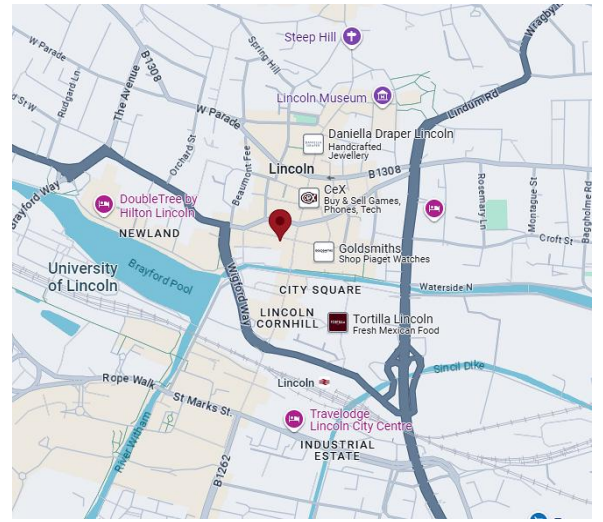 Steep Hill
W Parade
B1308
Spring Hill
Wragby
Rudgard Ln
The Avenue
Lincoln Museum
Lindum Rd
W Parade
Orchard St
Beaumont Fee
Daniella Draper Lincoln
Handcrafted
Jewellery
Lincoln
B1308
CeX
Buy & Sell Games,
Phones, Tech
Rosemary Ln
Montague St
Baggholme Rd
Brayford Way
DoubleTree by
Hilton Lincoln
NEWLAND
Croft St
Goldsmiths
Shop Piaget Watches
University
of Lincoln
Brayford Pool
Wigford Way
CITY SQUARE
Waterside N
LINCOLN
CORNHILL
Tortilla Lincoln
Fresh Mexican Food
Rope Walk
Lincoln
Sincil Dike
St Marks St.
Travelodge
Lincoln City Centre
River Witham
INDUSTRIAL
ESTATE
B1262